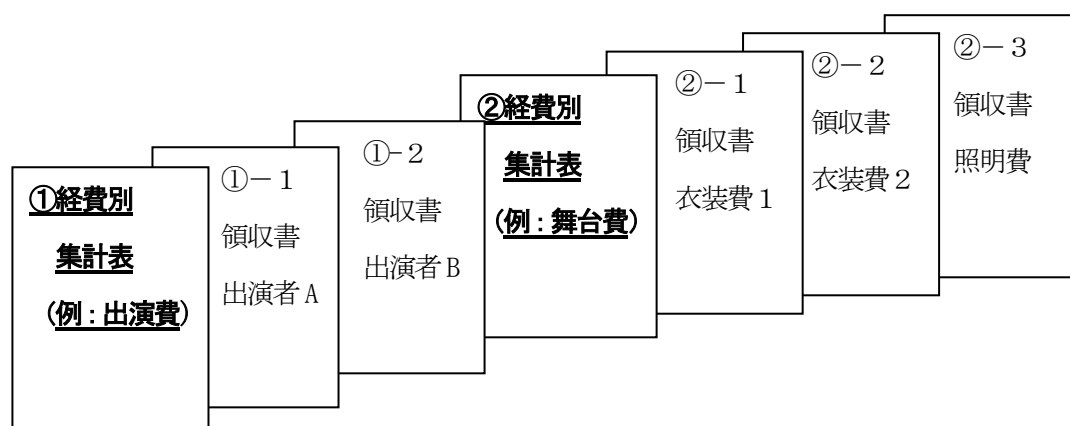 ①経費別
集計表
（例：出演費）
①－１
領収書
出演者A
①-２
領収書
出演者B
②経費別
集計表
（例：舞台費）
②－１
領収書
衣装費１
②－２
領収書
衣装費２
②－３
領収書
照明費